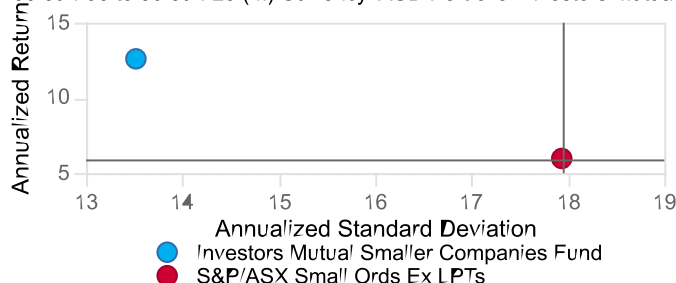 15
10
5
Annualized Return
13 14 15 16 17 18 19
Annualized Standard Deviation
Investors Mutual Smaller Companies Fund
S&P/ASX Small Ords Ex LPTs